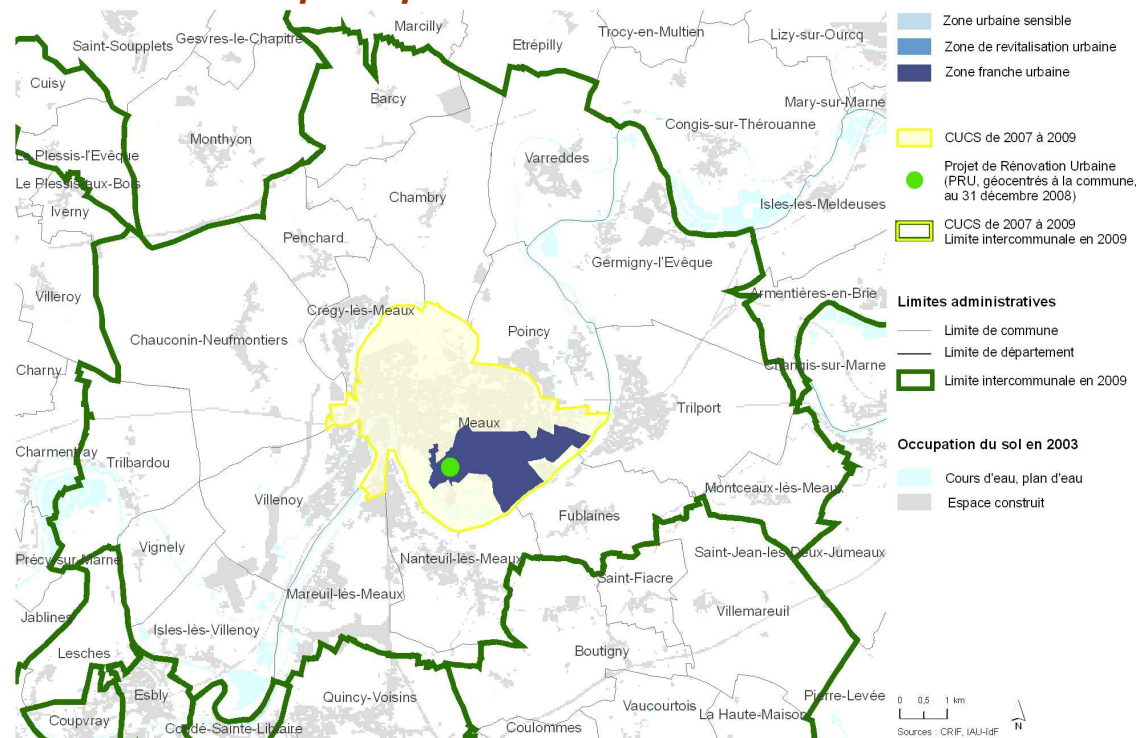 Marcilly
Gesvres-le-Chapitre
Saint-Soupplets
Etrépilly
Trocy-en-Multien
Lizy-sur-Ourcq
Cuisy
Barcy
Mary-sur-Marne
Monthyon
Congis-sur-Thérouanne
Le Plessis-l'Evêque
Varreddes
Le Plessis-aux-Bois
Chambry
Isles-les-Meldeuses
Iverny
Penchard
Germigny-l'Evêque
Villeroy
Armentières-en-Brie
Crégy-lès-Meaux
Poincy
Chauconin-Neufmontiers
Charny
Changis-sur-Marne
Trilport
Meaux
Charmentray
Trilbardou
Villenoy
Montceaux-lès-Meaux
Fublaines
Vignely
Précy-sur-Marne
Nanteuil-lès-Meaux
Saint-Jean-les-Deux-Jumeaux
Saint-Fiacre
Mareuil-lès-Meaux
Villemareuil
Jablines
Isles-lès-Villenoy
Lesches
Boutigny
Esbly
Quincy-Voisins
Pierre-Levée
Vaucourtois
La Haute-Maison
Coupvray
Condé-Sainte-Libiaire
Coulommes
Zone urbaine sensible
Zone de revitalisation urbaine
Zone franche urbaine
CUCS de 2007 à 2009
Projet de Rénovation Urbaine
(PRU, géocentrés à la commune,
au 31 décembre 2008)
CUCS de 2007 à 2009
Limite intercommunale en 2009
Limites administratives
Limite de commune
Limite de département
Limite intercommunale en 2009
Occupation du sol en 2003
Cours d'eau, plan d'eau
Espace construit
0 0,5 1 km
N
Sources : CRIF, IAU-IdF